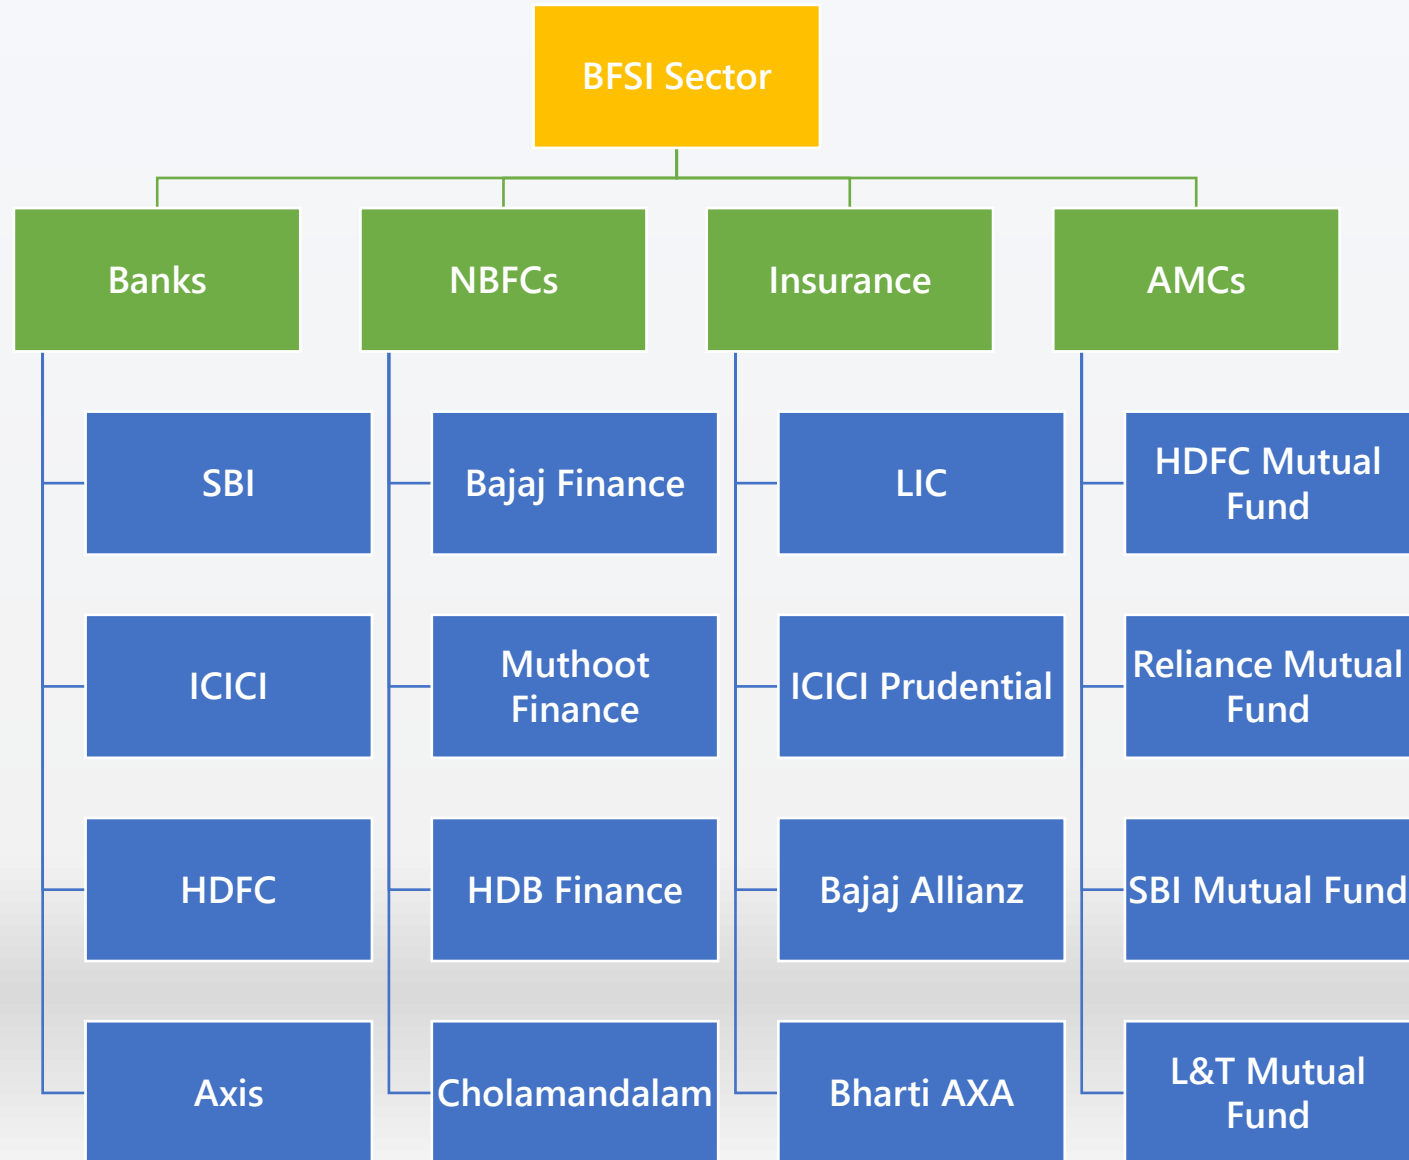 BFSI Sector
Banks
NBFCs
Insurance
AMCs
SBI
Bajaj Finance
LIC
HDFC Mutual
Fund
ICICI
Muthoot
Finance
ICICI Prudential
Reliance Mutual
Fund
HDFC
HDB Finance
Bajaj Allianz
SBI Mutual Fund
Axis
Cholamandalam
Bharti AXA
L&T Mutual
Fund